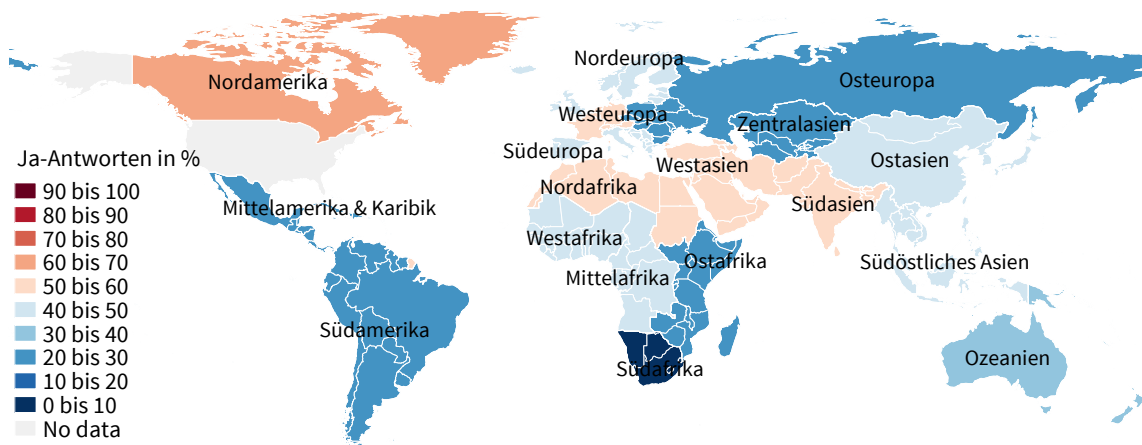 Nordeuropa
Nordamerika
Osteuropa
Westeuropa
Zentralasien
Südeuropa
Westasien
Ostasien
Ja-Antworten in %
90 bis 100
80 bis 90
70 bis 80
60 bis 70
50 bis 60
40 bis 50
30 bis 40
20 bis 30
10 bis 20
0 bis 10
No data
Nordafrika
Südasien
Mittelamerika & Karibik
Westafrika
Ostafrika
Südöstliches Asien
Mittelafrika
Südamerika
Ozeanien
Südafrika